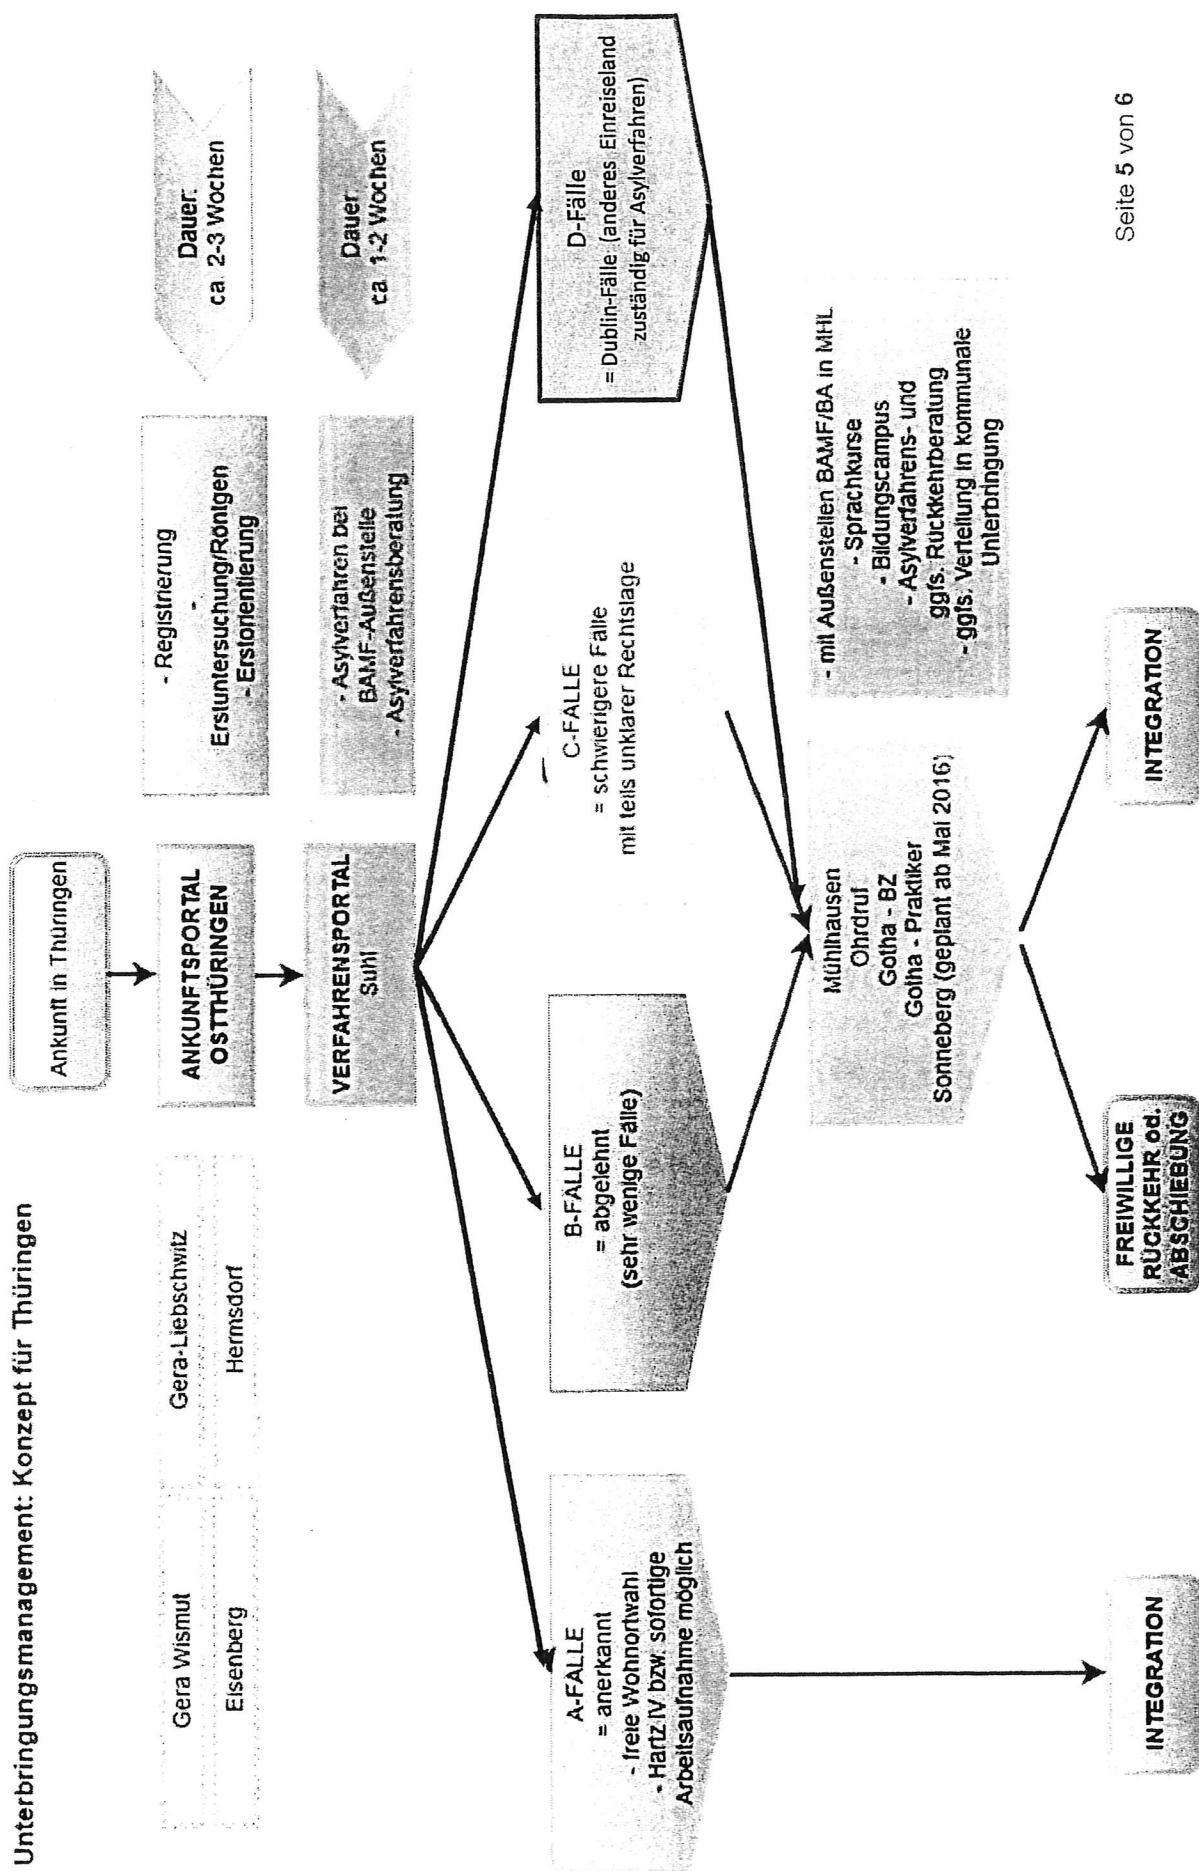 Unterbringungsmanagement: Konzept für Thüringen
Ankunft in Thüringen
Gera Wismut
Gera-Liebschwitz
Eisenberg
Hermsdorf
ANKUNFTSPORTAL
OSTTHÜRINGEN
- Registrierung
-
Erstuntersuchung/Röntgen
- Erstorientierung
Dauer:
ca. 2-3 Wochen
VERFAHRENSPORTAL
Suhl
- Asylverfahren bei
BAMF-Außenstelle
- Asylverfahrensberatung
Dauer:
ca. 1-2 Wochen
A-FÄLLE
= anerkannt
- freie Wohnortwahl
- Hartz IV bzw. sofortige
Arbeitsaufnahme möglich
B-FÄLLE
= abgelehnt
(sehr wenige Fälle)
C-FÄLLE
= schwierigere Fälle
mit teils unklarer Rechtslage
D-Fälle
= Dublin-Fälle (anderes Einreiseland
zuständig für Asylverfahren)
Mühlhausen
Ohrdruf
Gotha - BZ
Gotha - Praktiker
Sonneberg (geplant ab Mai 2016)
- mit Außenstellen BAMF/BA in MHL
- Sprachkurse
- Bildungscampus
- Asylverfahrens- und
ggfs. Rückkehrberatung
- ggfs. Verteilung in kommunale
Unterbringung
INTEGRATION
FREIWILLIGE
RÜCKKEHR od.
ABSCHIEBUNG
INTEGRATION
Seite 5 von 6